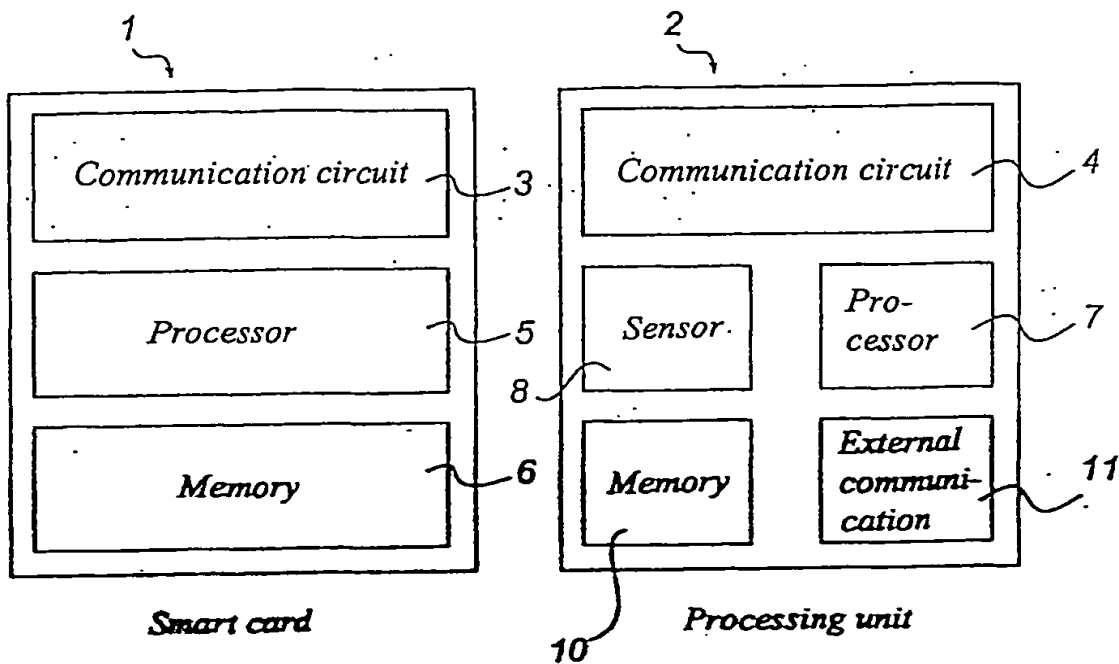 1
2
Communication circuit
3
Communication circuit
4
Processor
5
Sensor
8
Pro-
cessor
7
Memory
6
Memory
10
External
communi-
cation
11
Smart card
Processing unit